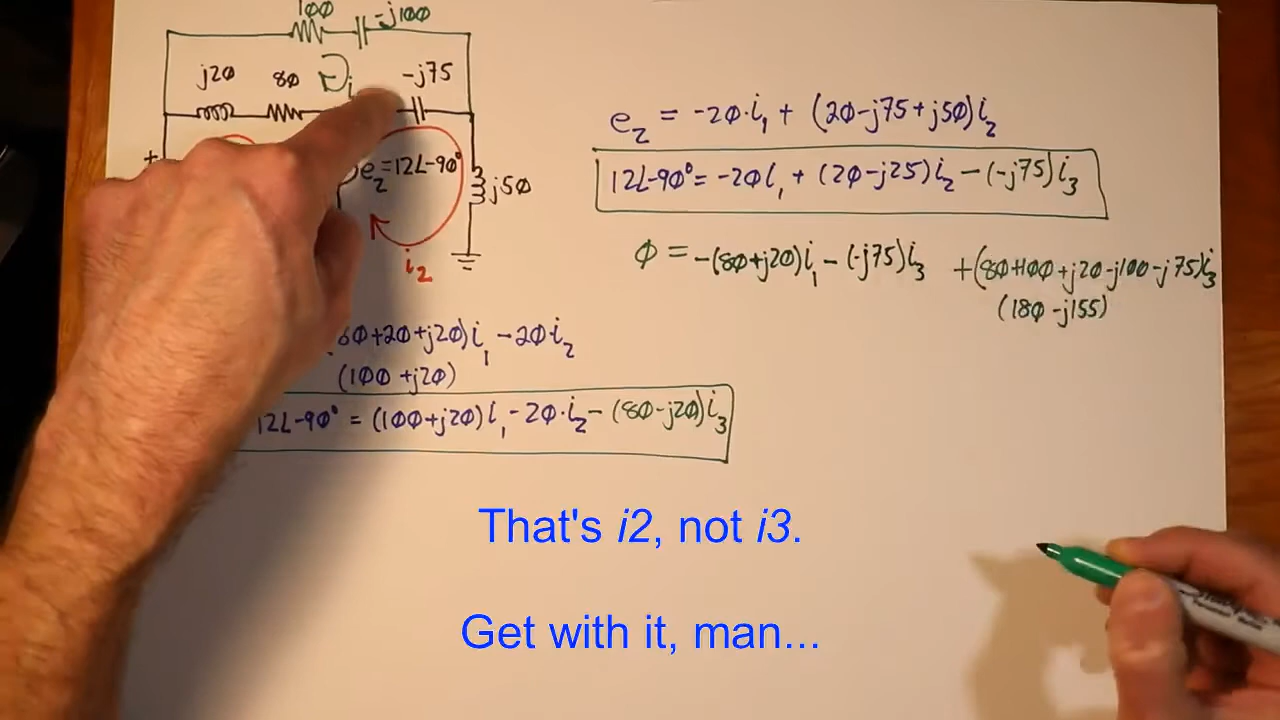 100 -j100
j20 80 i -j75
+ e2=12∠-90° j50
i2
e2 = -20·i1 + (20-j75+j50)i2
12∠-90° = -20i1 + (20-j25)i2 -(-j75)i3
0 = -(80+j20)i1 -(-j75)i3 +(80+100+j20-j100-j75)i3
(180-j155)
80+20+j20)i1 -20·i2
(100+j20)
12∠-90° = (100+j20)i1 -20·i2 -(80-j20)i3
That's i2, not i3.
Get with it, man...